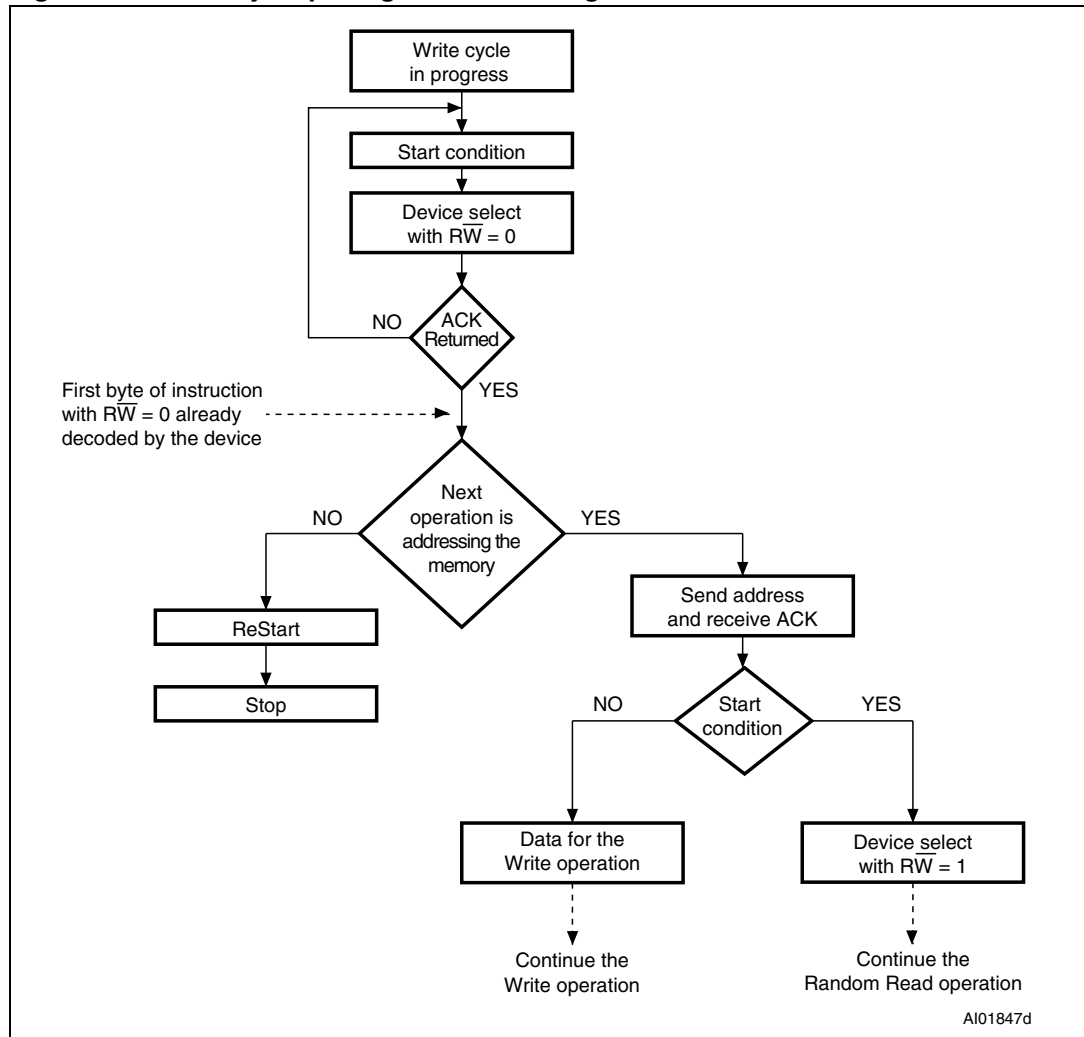 Write cycle
in progress
Start condition
Device select
with RW̅ = 0
ACK
Returned
NO
YES
First byte of instruction
with RW̅ = 0 already
decoded by the device
Next
operation is
addressing the
memory
NO
YES
Send address
and receive ACK
ReStart
Stop
Start
condition
NO
YES
Data for the
Write operation
Device select
with RW̅ = 1
Continue the
Write operation
Continue the
Random Read operation
AI01847d